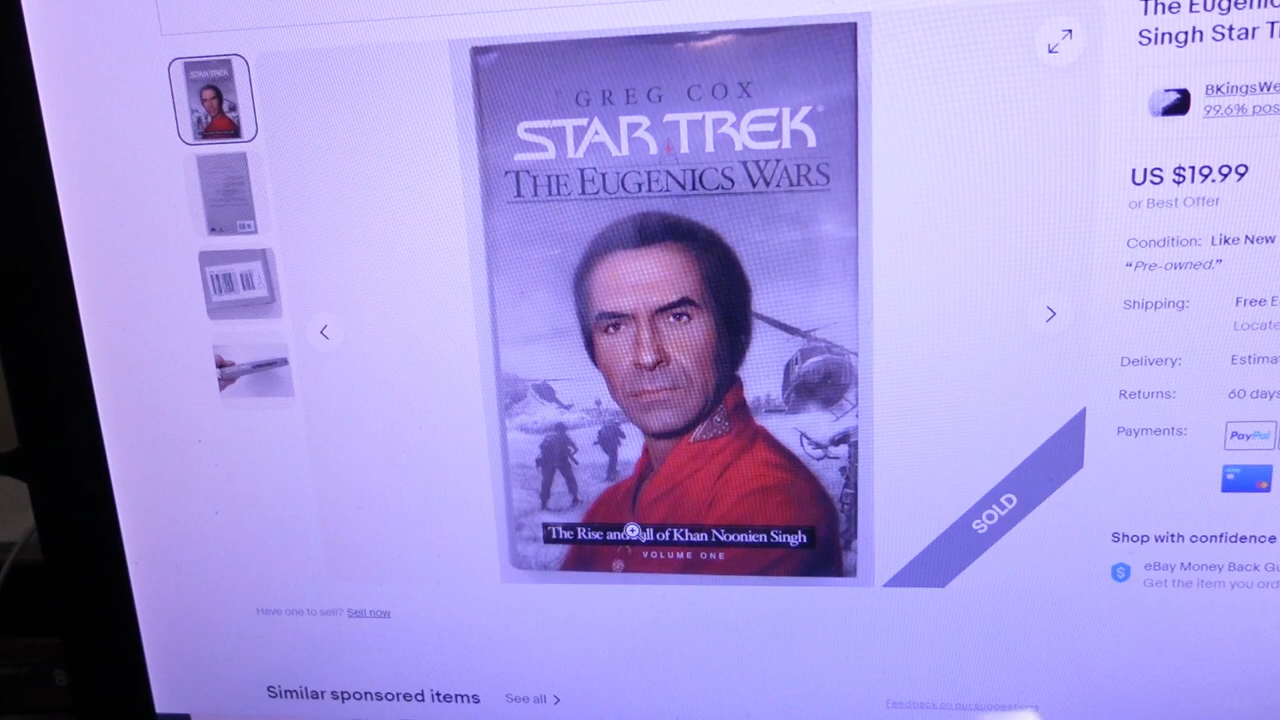 GREG COX
STAR TREK
THE EUGENICS WARS
The Rise and Fall of Khan Noonien Singh
VOLUME ONE
SOLD
Have one to sell? Sell now
Similar sponsored items See all
Feedback on our suggestions
The Eugenic
Singh Star T
BKingsWe
99.6% pos
US $19.99
or Best Offer
Condition: Like New
“Pre-owned.”
Shipping: Free E
Locate
Delivery: Estima
Returns: 60 days
Payments: PayPal
ebay
Shop with confidence
eBay Money Back Gu
Get the item you ord